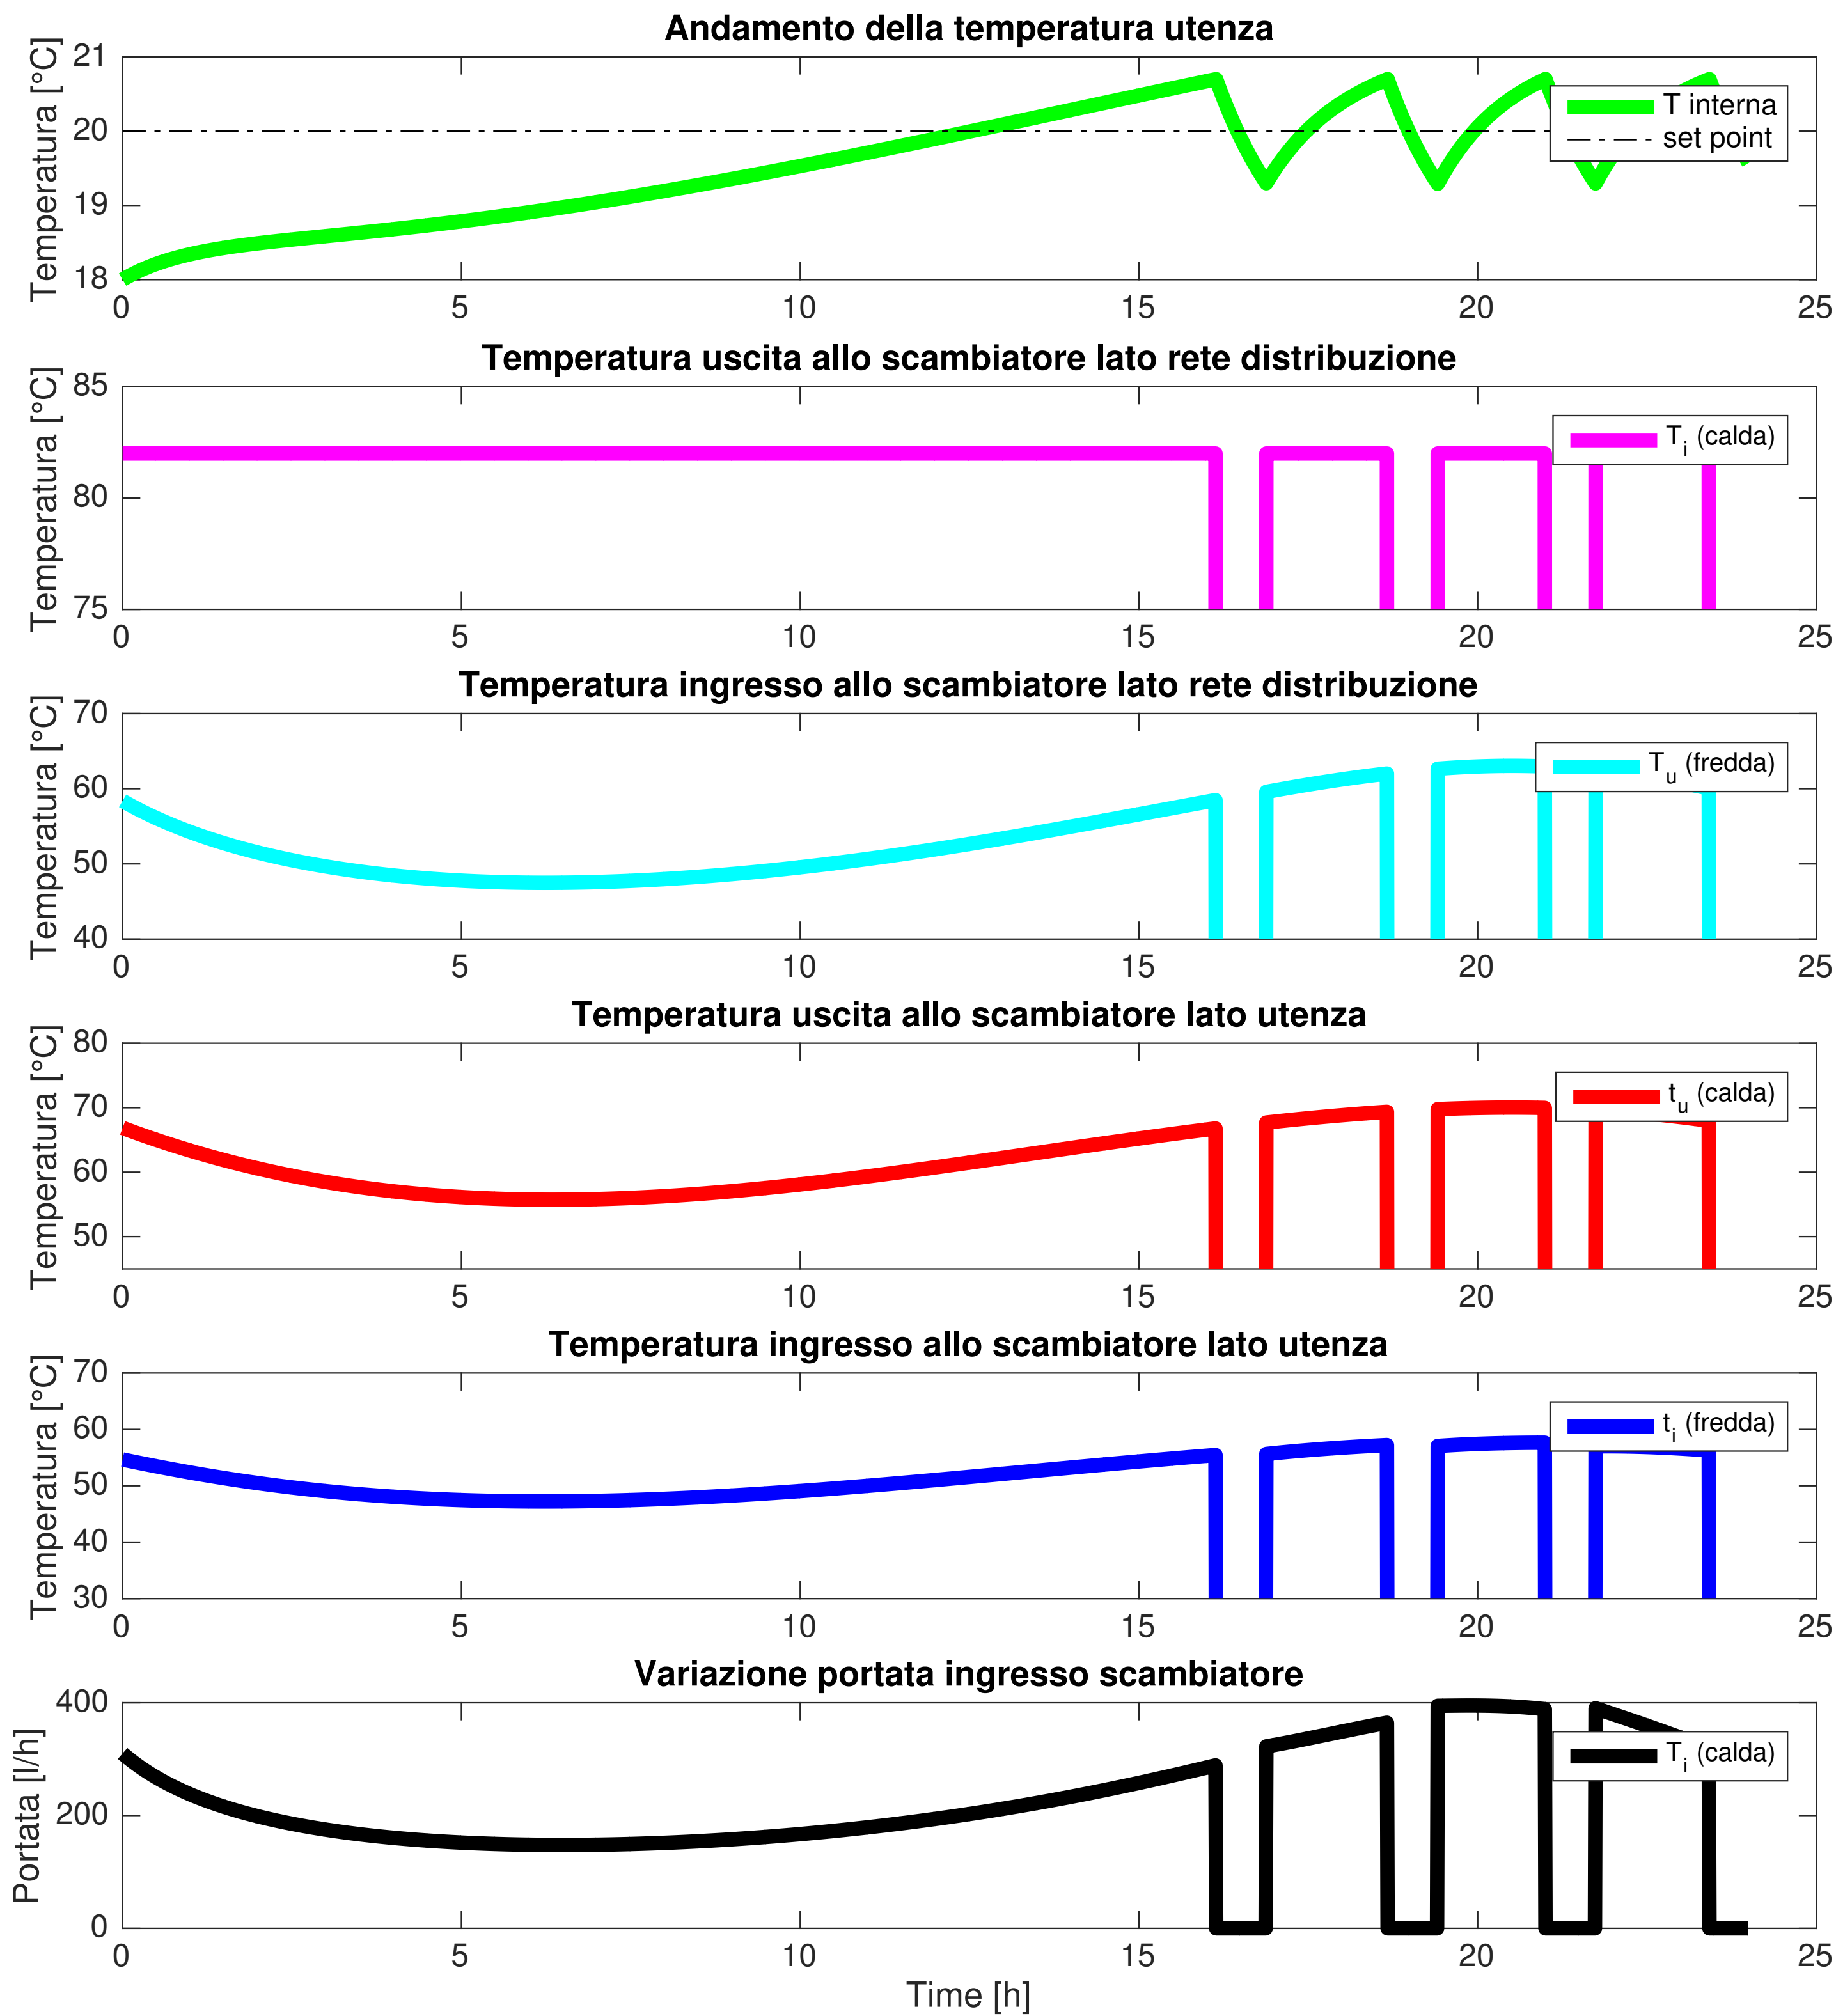 Andamento della temperatura utenza
Temperatura [°C]
21
20
19
18
0 5 10 15 20 25
T interna
set point
Temperatura uscita allo scambiatore lato rete distribuzione
Temperatura [°C]
85
80
75
0 5 10 15 20 25
Ti (calda)
Temperatura ingresso allo scambiatore lato rete distribuzione
Temperatura [°C]
70
60
50
40
0 5 10 15 20 25
Tu (fredda)
Temperatura uscita allo scambiatore lato utenza
Temperatura [°C]
80
70
60
50
0 5 10 15 20 25
tu (calda)
Temperatura ingresso allo scambiatore lato utenza
Temperatura [°C]
70
60
50
40
30
0 5 10 15 20 25
ti (fredda)
Variazione portata ingresso scambiatore
Portata [l/h]
400
200
0
0 5 10 15 20 25
Ti (calda)
Time [h]